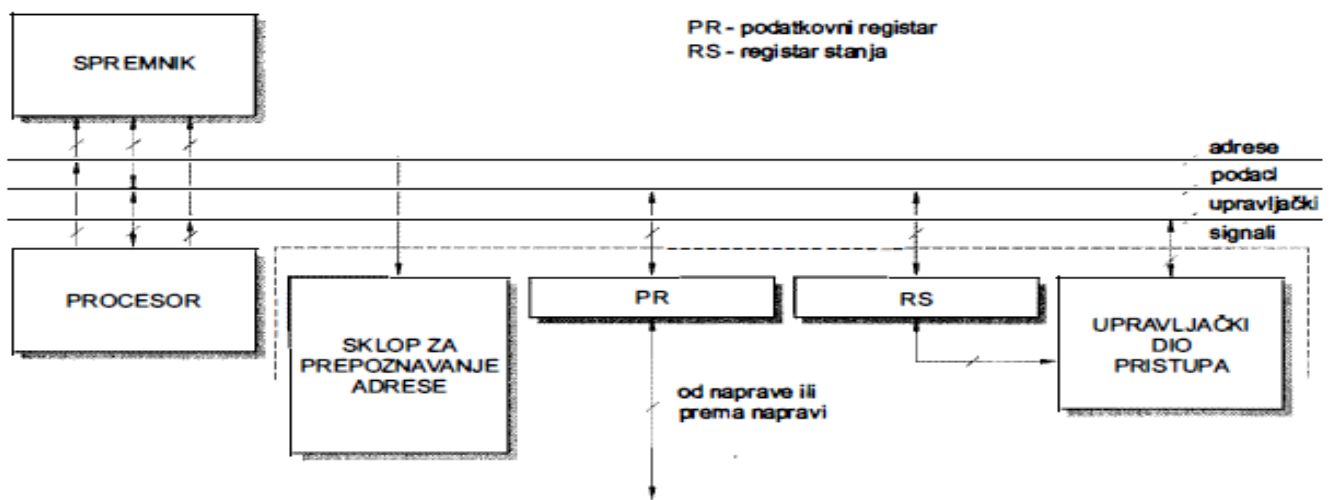 PR - podatkovni registar
RS - registar stanja
SPREMNIK
adrese
podaci
upravljački
signali
PROCESOR
SKLOP ZA
PREPOZNAVANJE
ADRESE
PR
RS
UPRAVLJAČKI
DIO
PRISTUPA
od naprave ili
prema napravi